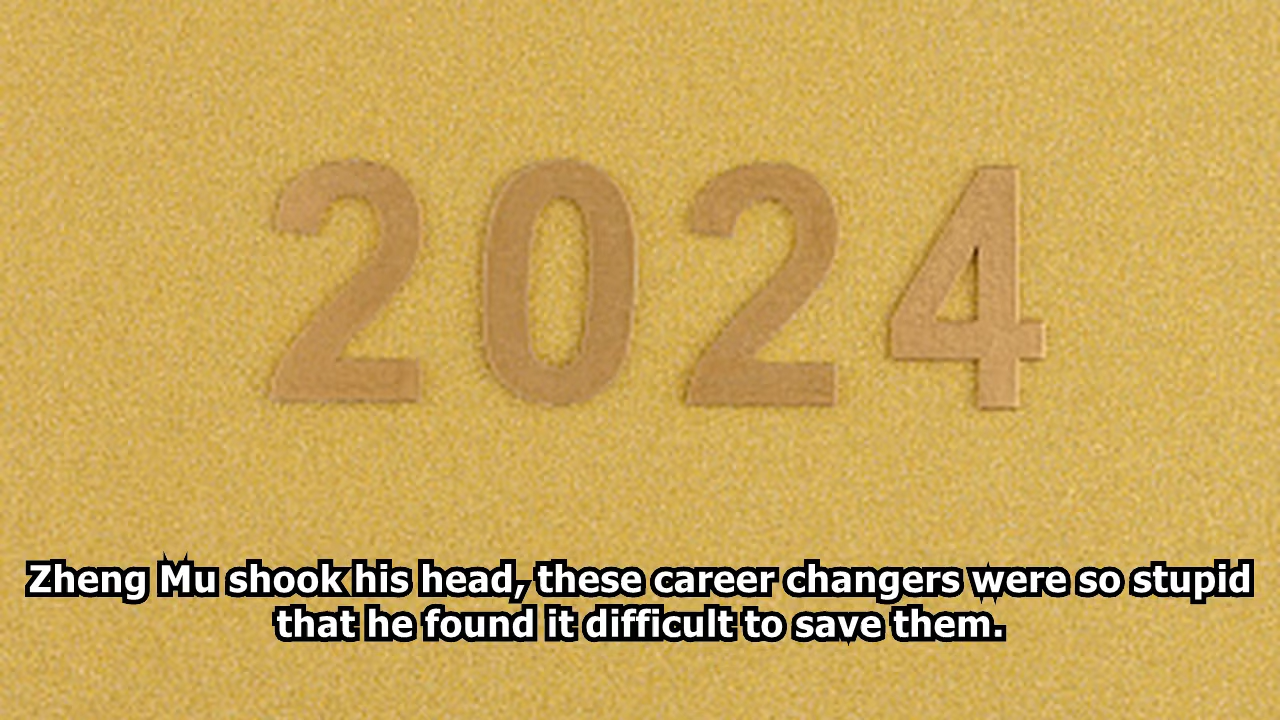 2024
Zheng Mu shook his head, these career changers were so stupid
that he found it difficult to save them.